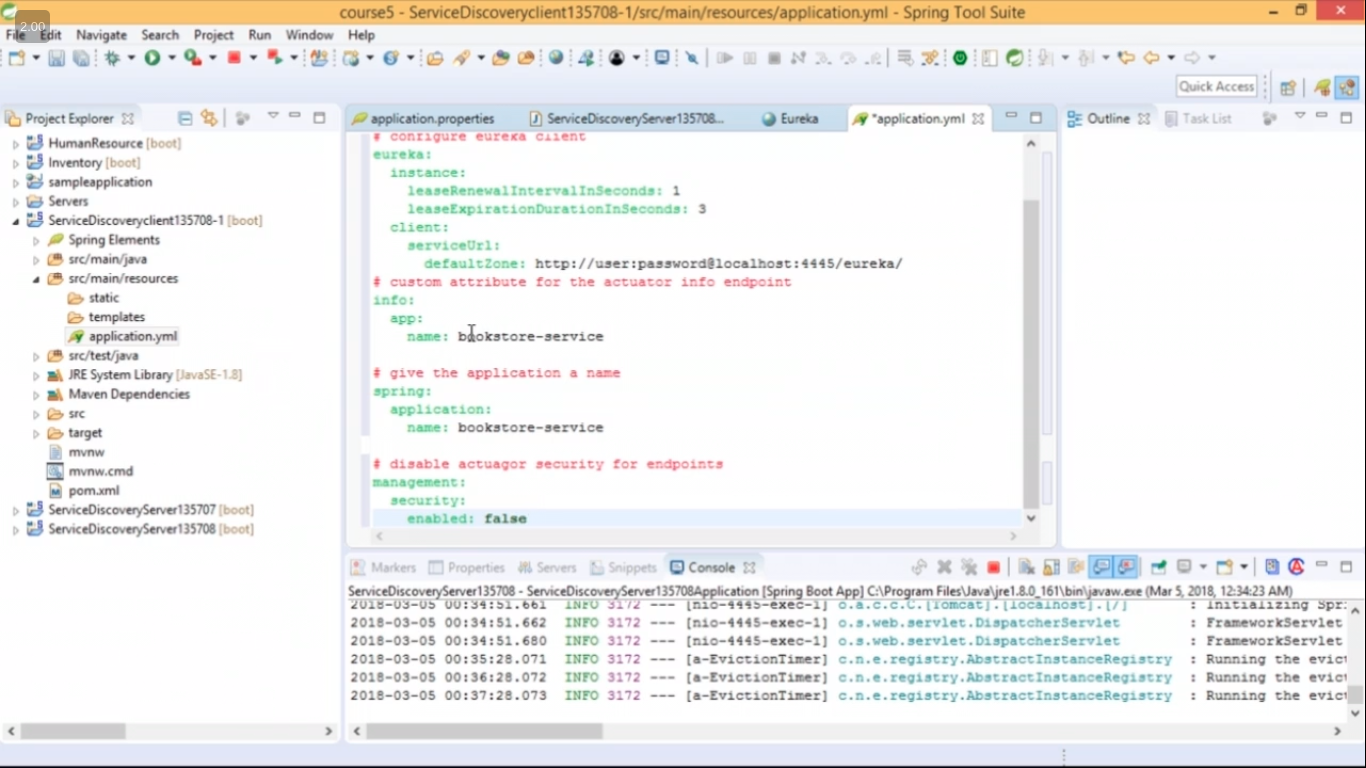 course5 - ServiceDiscoveryclient135708-1/src/main/resources/application.yml - Spring Tool Suite
2.00
File Edit Navigate Search Project Run Window Help
Quick Access
Project Explorer
HumanResource [boot]
Inventory [boot]
sampleapplication
Servers
ServiceDiscoveryclient135708-1 [boot]
Spring Elements
src/main/java
src/main/resources
static
templates
application.yml
src/test/java
JRE System Library [JavaSE-1.8]
Maven Dependencies
src
target
mvnw
mvnw.cmd
pom.xml
ServiceDiscoveryServer135707 [boot]
ServiceDiscoveryServer135708 [boot]
application.properties ServiceDiscoveryServer135708... Eureka *application.yml
# configure eureka client
eureka:
instance:
leaseRenewalIntervalInSeconds: 1
leaseExpirationDurationInSeconds: 3
client:
serviceUrl:
defaultZone: http://user:password@localhost:4445/eureka/
# custom attribute for the actuator info endpoint
info:
app:
name: bookstore-service
# give the application a name
spring:
application:
name: bookstore-service
# disable actuagor security for endpoints
management:
security:
enabled: false
Outline Task List
Markers Properties Servers Snippets Console
ServiceDiscoveryServer135708 - ServiceDiscoveryServer135708Application [Spring Boot App] C:\Program Files\Java\jre1.8.0_161\bin\javaw.exe (Mar 5, 2018, 12:34:23 AM)
2018-03-05 00:34:51.661 INFO 3172 --- [nio-4445-exec-1] o.a.c.c.C.[Tomcat].[localhost].[/] : Initializing Spri
2018-03-05 00:34:51.662 INFO 3172 --- [nio-4445-exec-1] o.s.web.servlet.DispatcherServlet : FrameworkServlet
2018-03-05 00:34:51.680 INFO 3172 --- [nio-4445-exec-1] o.s.web.servlet.DispatcherServlet : FrameworkServlet
2018-03-05 00:35:28.071 INFO 3172 --- [a-EvictionTimer] c.n.e.registry.AbstractInstanceRegistry : Running the evict
2018-03-05 00:36:28.072 INFO 3172 --- [a-EvictionTimer] c.n.e.registry.AbstractInstanceRegistry : Running the evict
2018-03-05 00:37:28.073 INFO 3172 --- [a-EvictionTimer] c.n.e.registry.AbstractInstanceRegistry : Running the evict